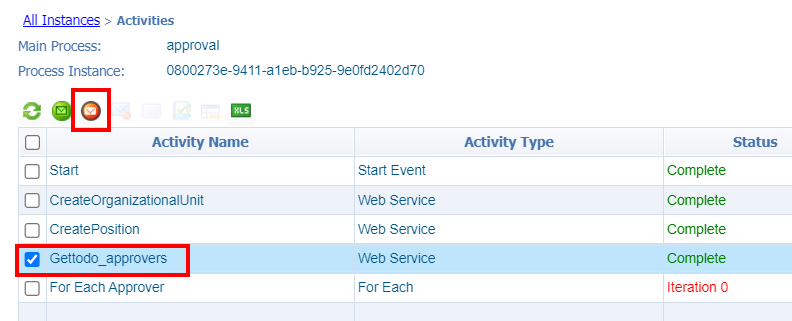 All Instances > Activities
Main Process: approval
Process Instance: 0800273e-9411-a1eb-b925-9e0fd2402d70
XLS
Activity Name Activity Type Status
Start Start Event Complete
CreateOrganizationalUnit Web Service Complete
CreatePosition Web Service Complete
Gettodo_approvers Web Service Complete
For Each Approver For Each Iteration 0